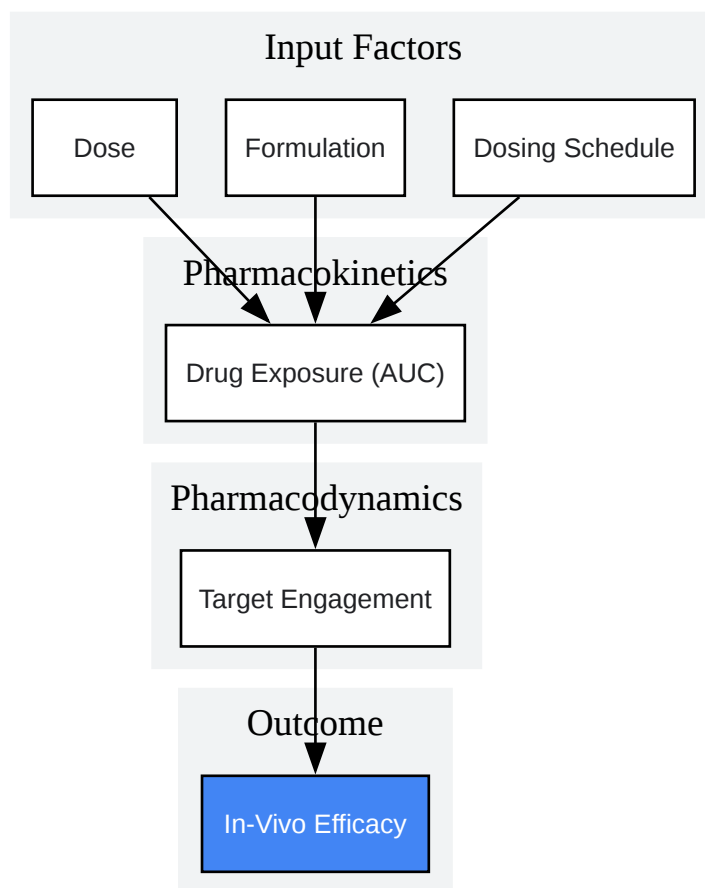 Input Factors
Dose
Formulation
Dosing Schedule
Pharmacokinetics
Drug Exposure (AUC)
Pharmacodynamics
Target Engagement
Outcome
In-Vivo Efficacy